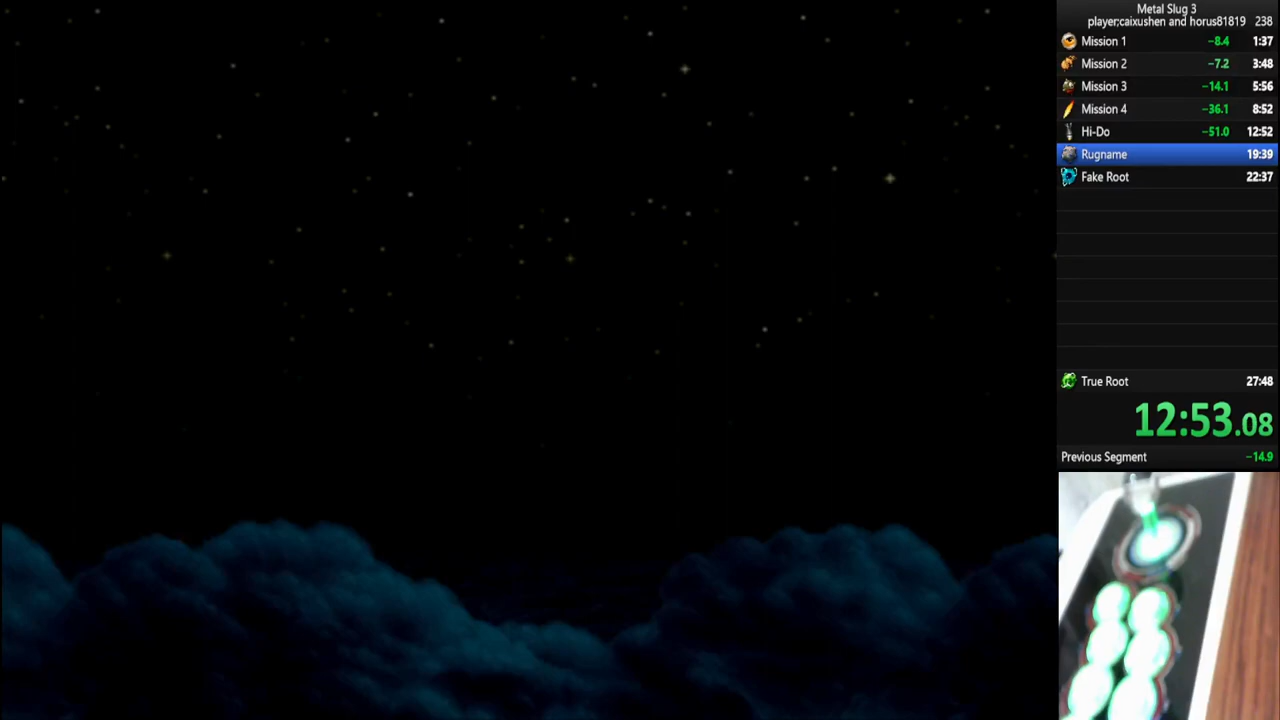 Metal Slug 3
player;caixushen and horus81819 238
Mission 1 −8.4 1:37
Mission 2 −7.2 3:48
Mission 3 −14.1 5:56
Mission 4 −36.1 8:52
Hi-Do −51.0 12:52
Rugname 19:39
Fake Root 22:37
True Root 27:48
12:53.08
Previous Segment −14.9